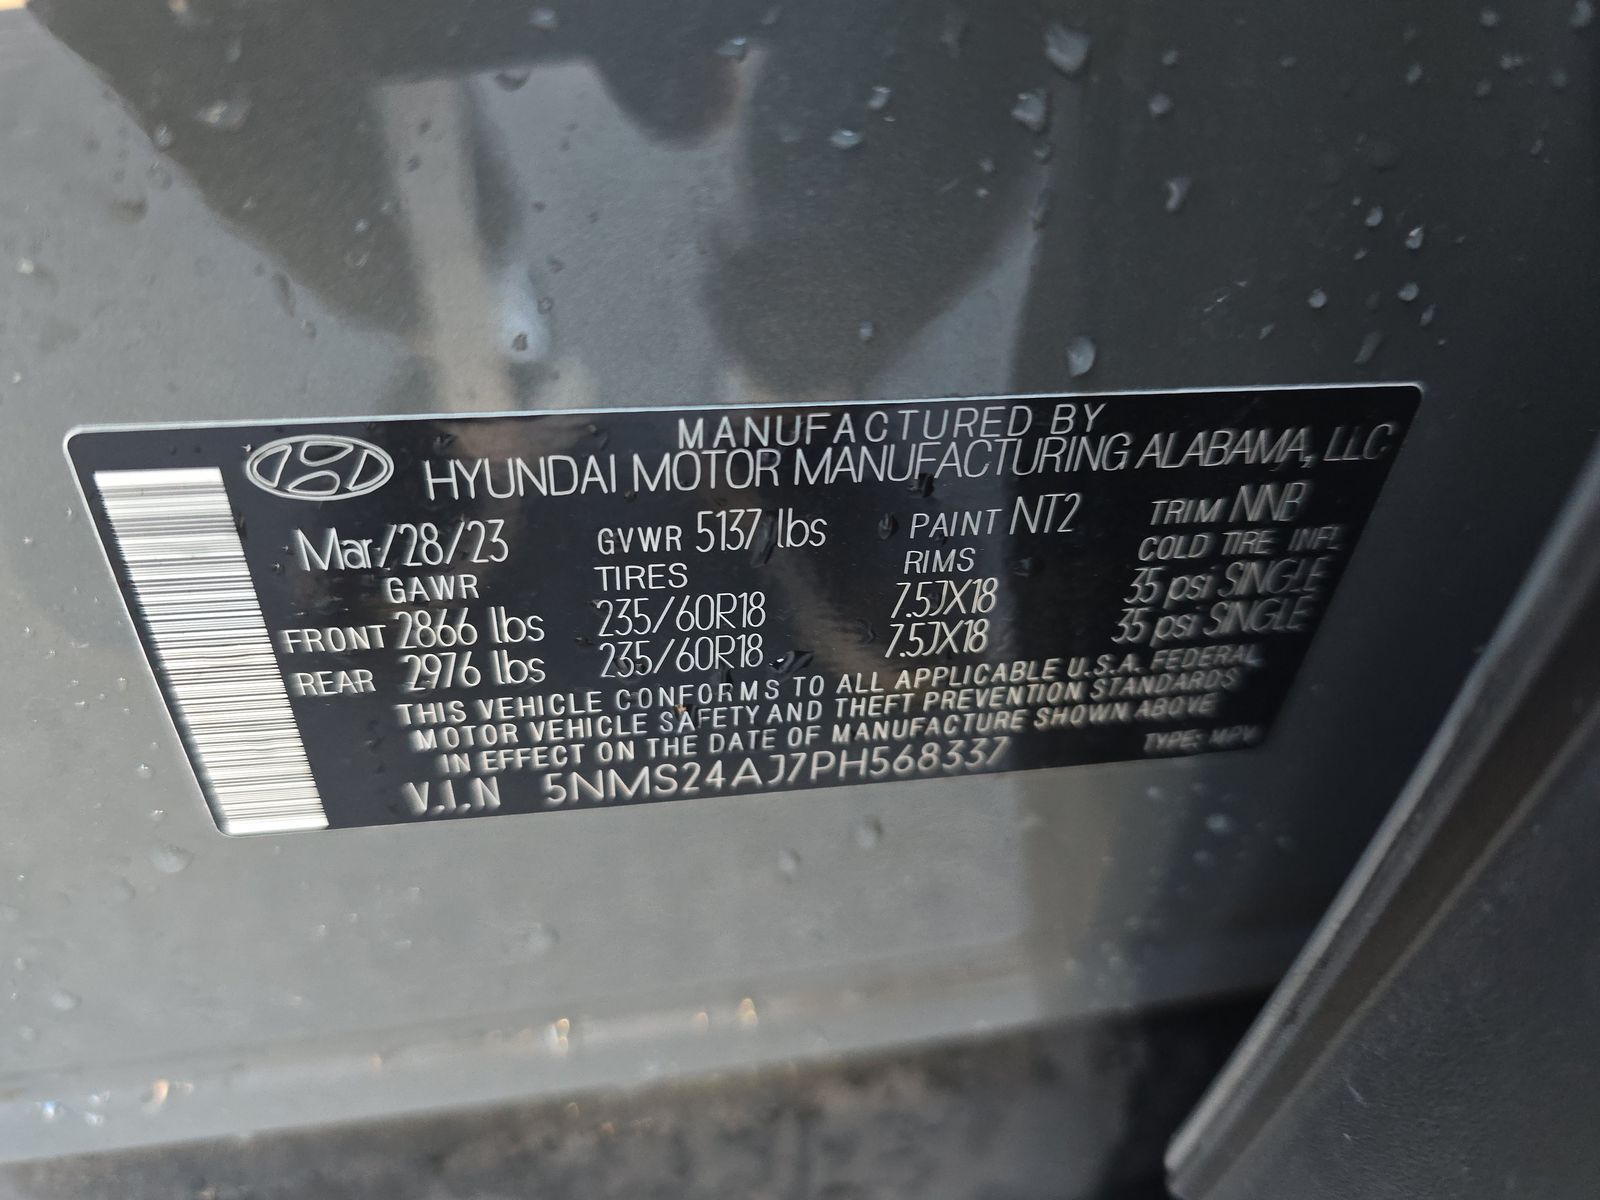 MANUFACTURED BY
HYUNDAI MOTOR MANUFACTURING ALABAMA, LLC
Mar/28/23 GVWR 5137 lbs PAINT NT2 TRIM NNB
GAWR TIRES RIMS COLD TIRE INFL
FRONT 2866 lbs 235/60R18 7.5JX18 35 psi SINGLE
REAR 2976 lbs 235/60R18 7.5JX18 35 psi SINGLE
THIS VEHICLE CONFORMS TO ALL APPLICABLE U.S.A. FEDERAL
MOTOR VEHICLE SAFETY AND THEFT PREVENTION STANDARDS
IN EFFECT ON THE DATE OF MANUFACTURE SHOWN ABOVE
V.I.N 5NMS24AJ7PH568337 TYPE: MPV